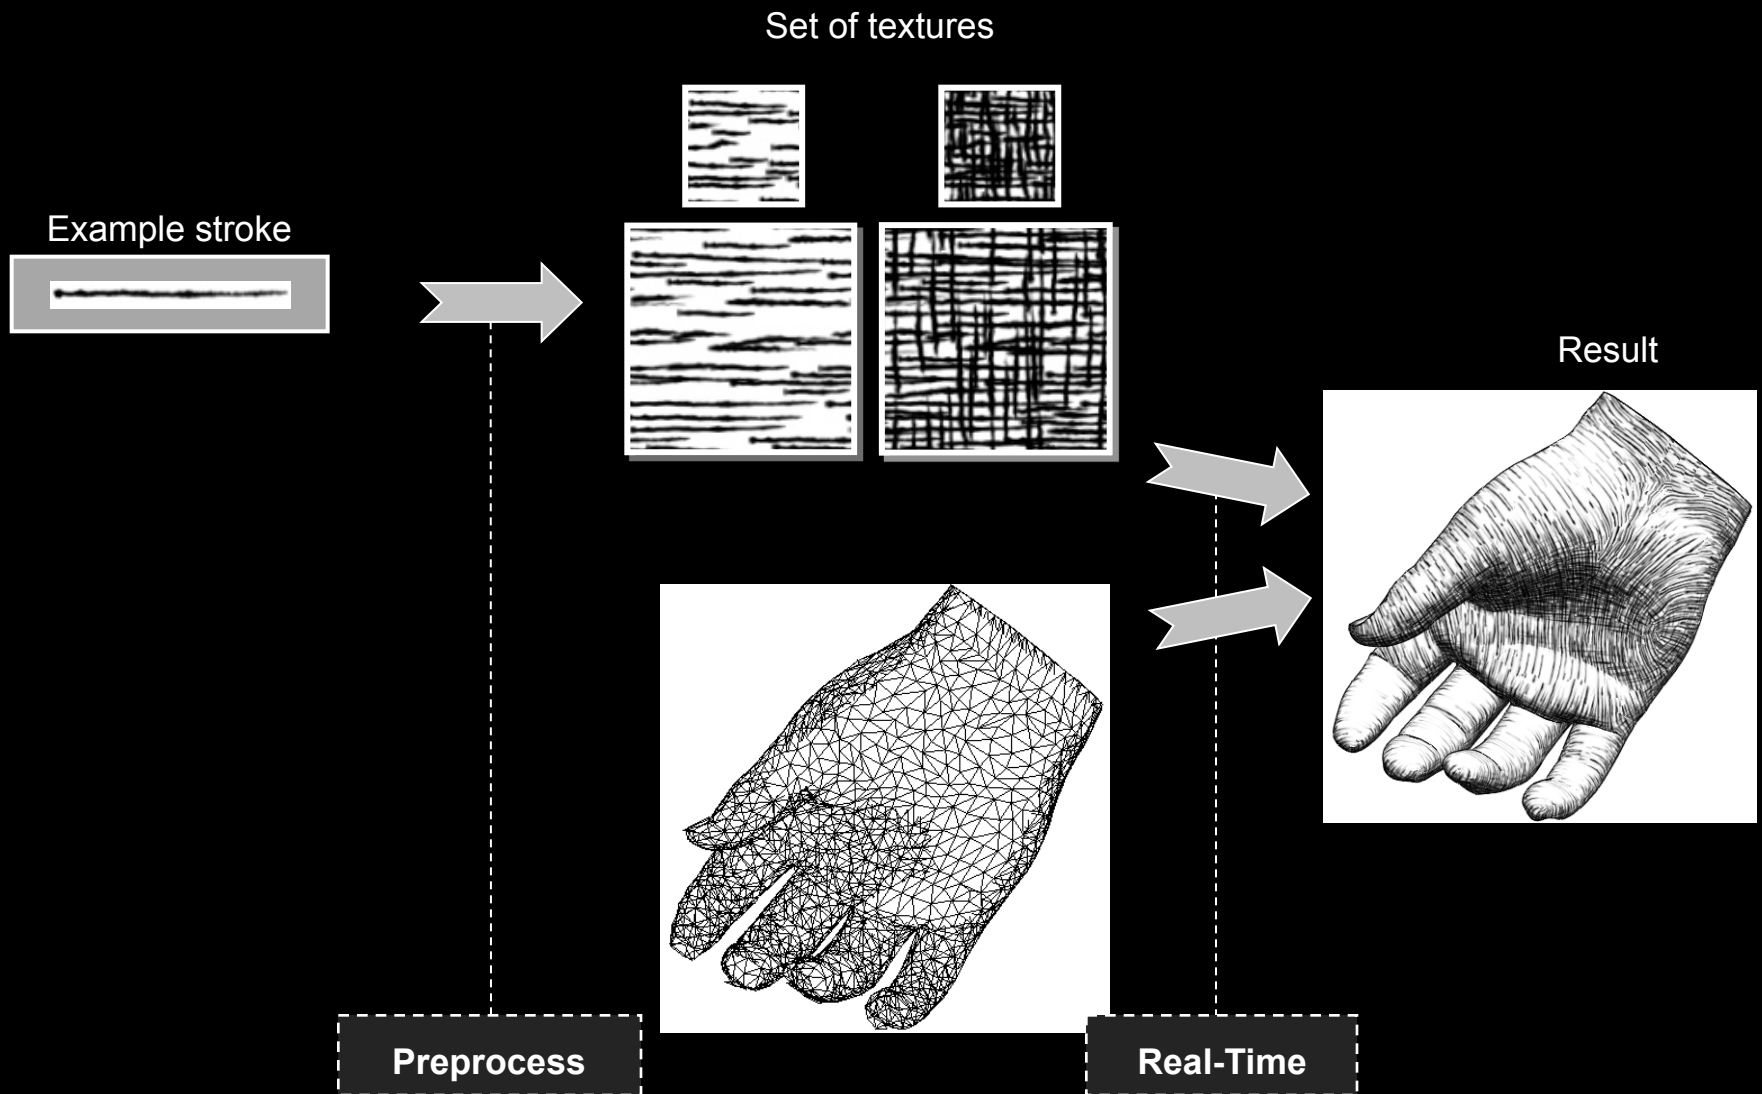 Set of textures
Example stroke
Result
Preprocess
Real-Time